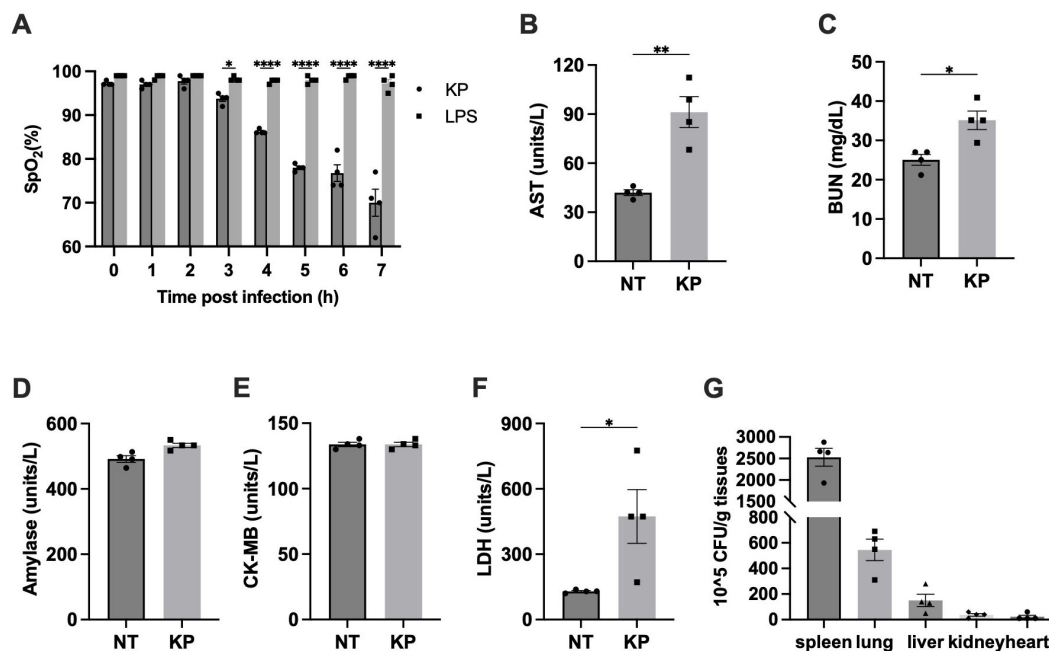 A
SpO2(%)
100
90
80
70
60
* **** **** **** ****
KP
LPS
0 1 2 3 4 5 6 7
Time post infection (h)
B
AST (units/L)
120
90
60
30
0
**
NT KP
C
BUN (mg/dL)
50
40
30
20
10
0
*
NT KP
D
Amylase (units/L)
600
400
200
0
NT KP
E
CK-MB (units/L)
150
100
50
0
NT KP
F
LDH (units/L)
900
600
300
0
*
NT KP
G
10^5 CFU/g tissues
3000
2500
2000
1500
800
600
400
200
0
spleen lung liver kidney heart